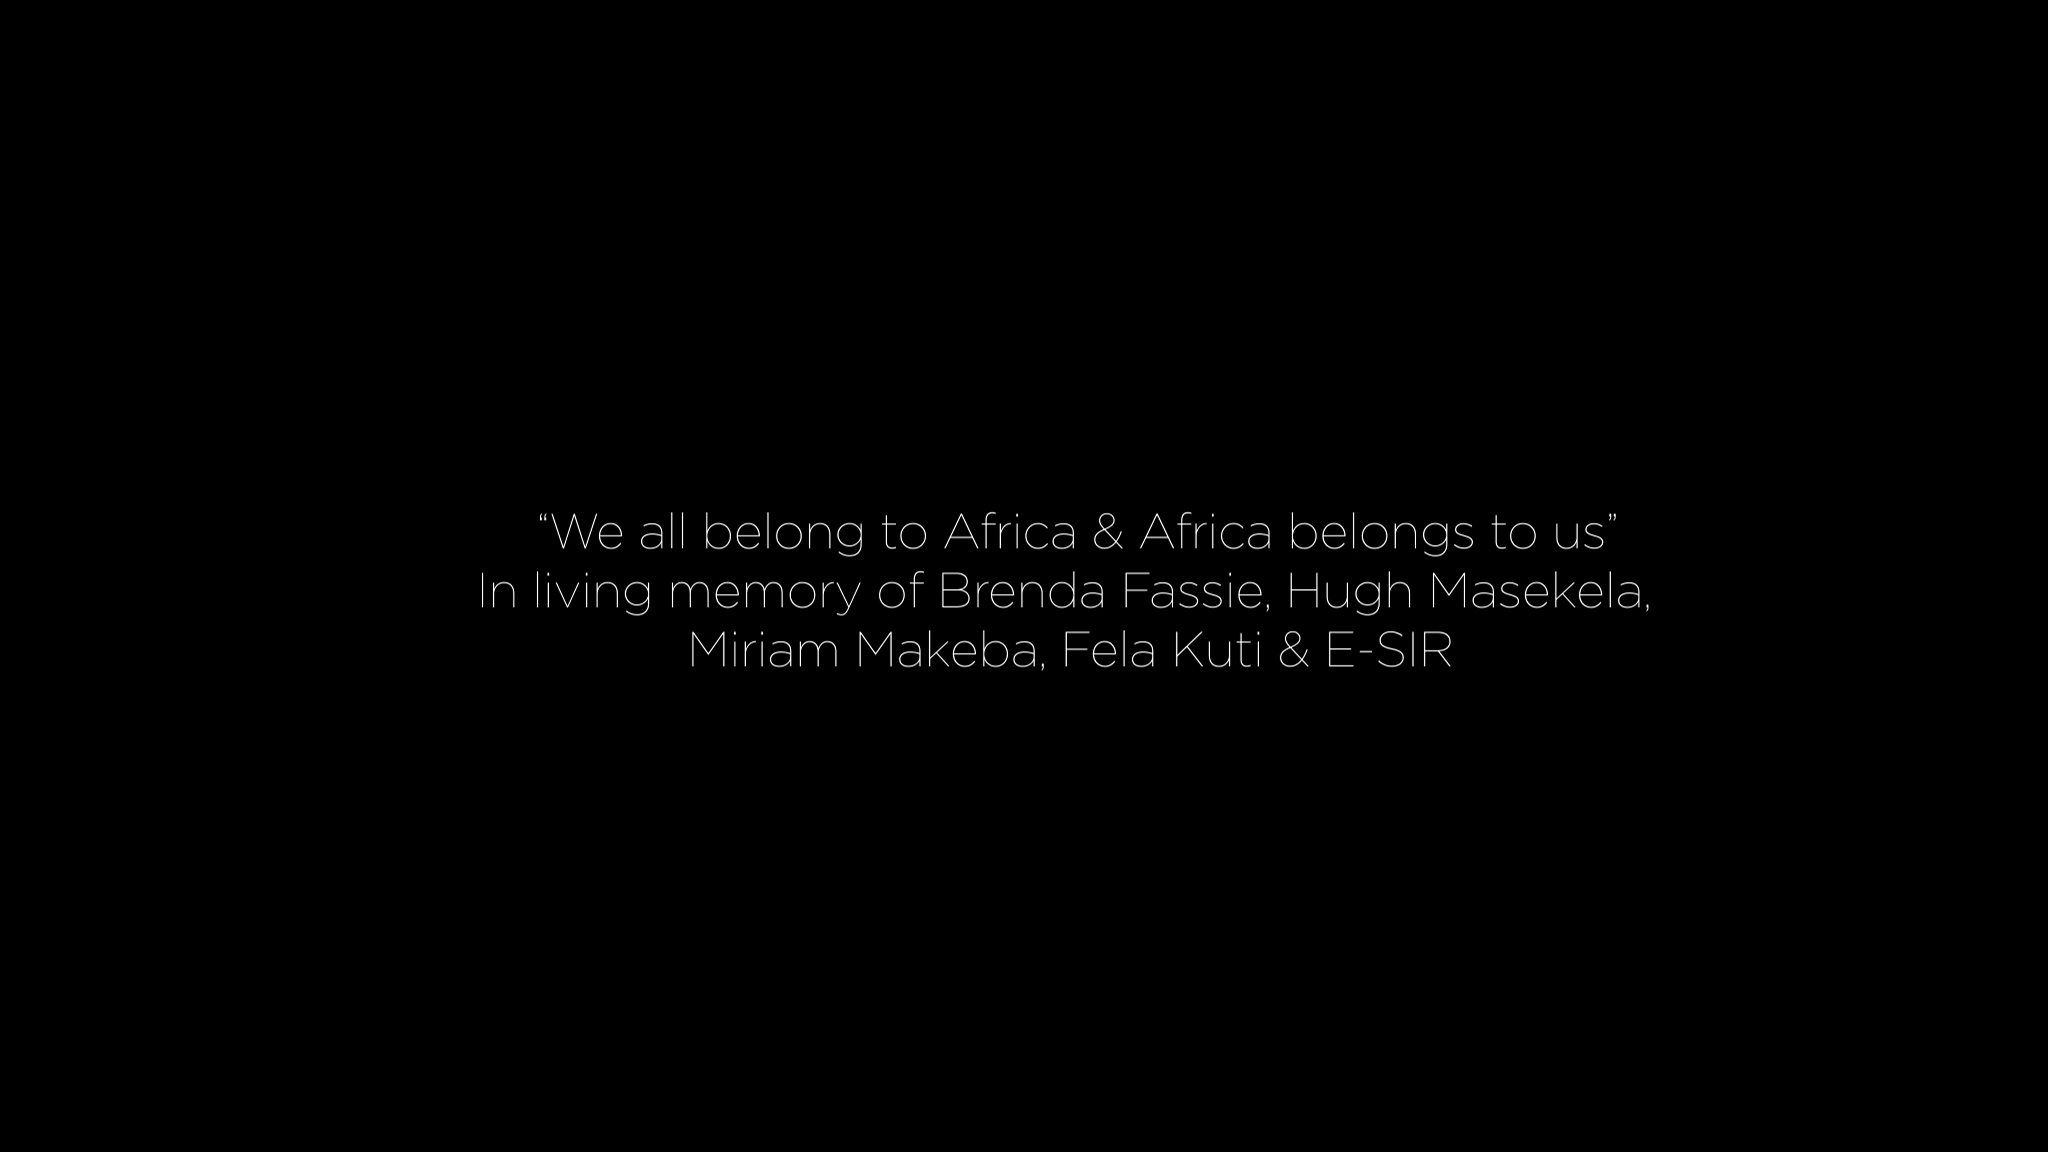 “We all belong to Africa & Africa belongs to us”
In living memory of Brenda Fassie, Hugh Masekela,
Miriam Makeba, Fela Kuti & E-SIR